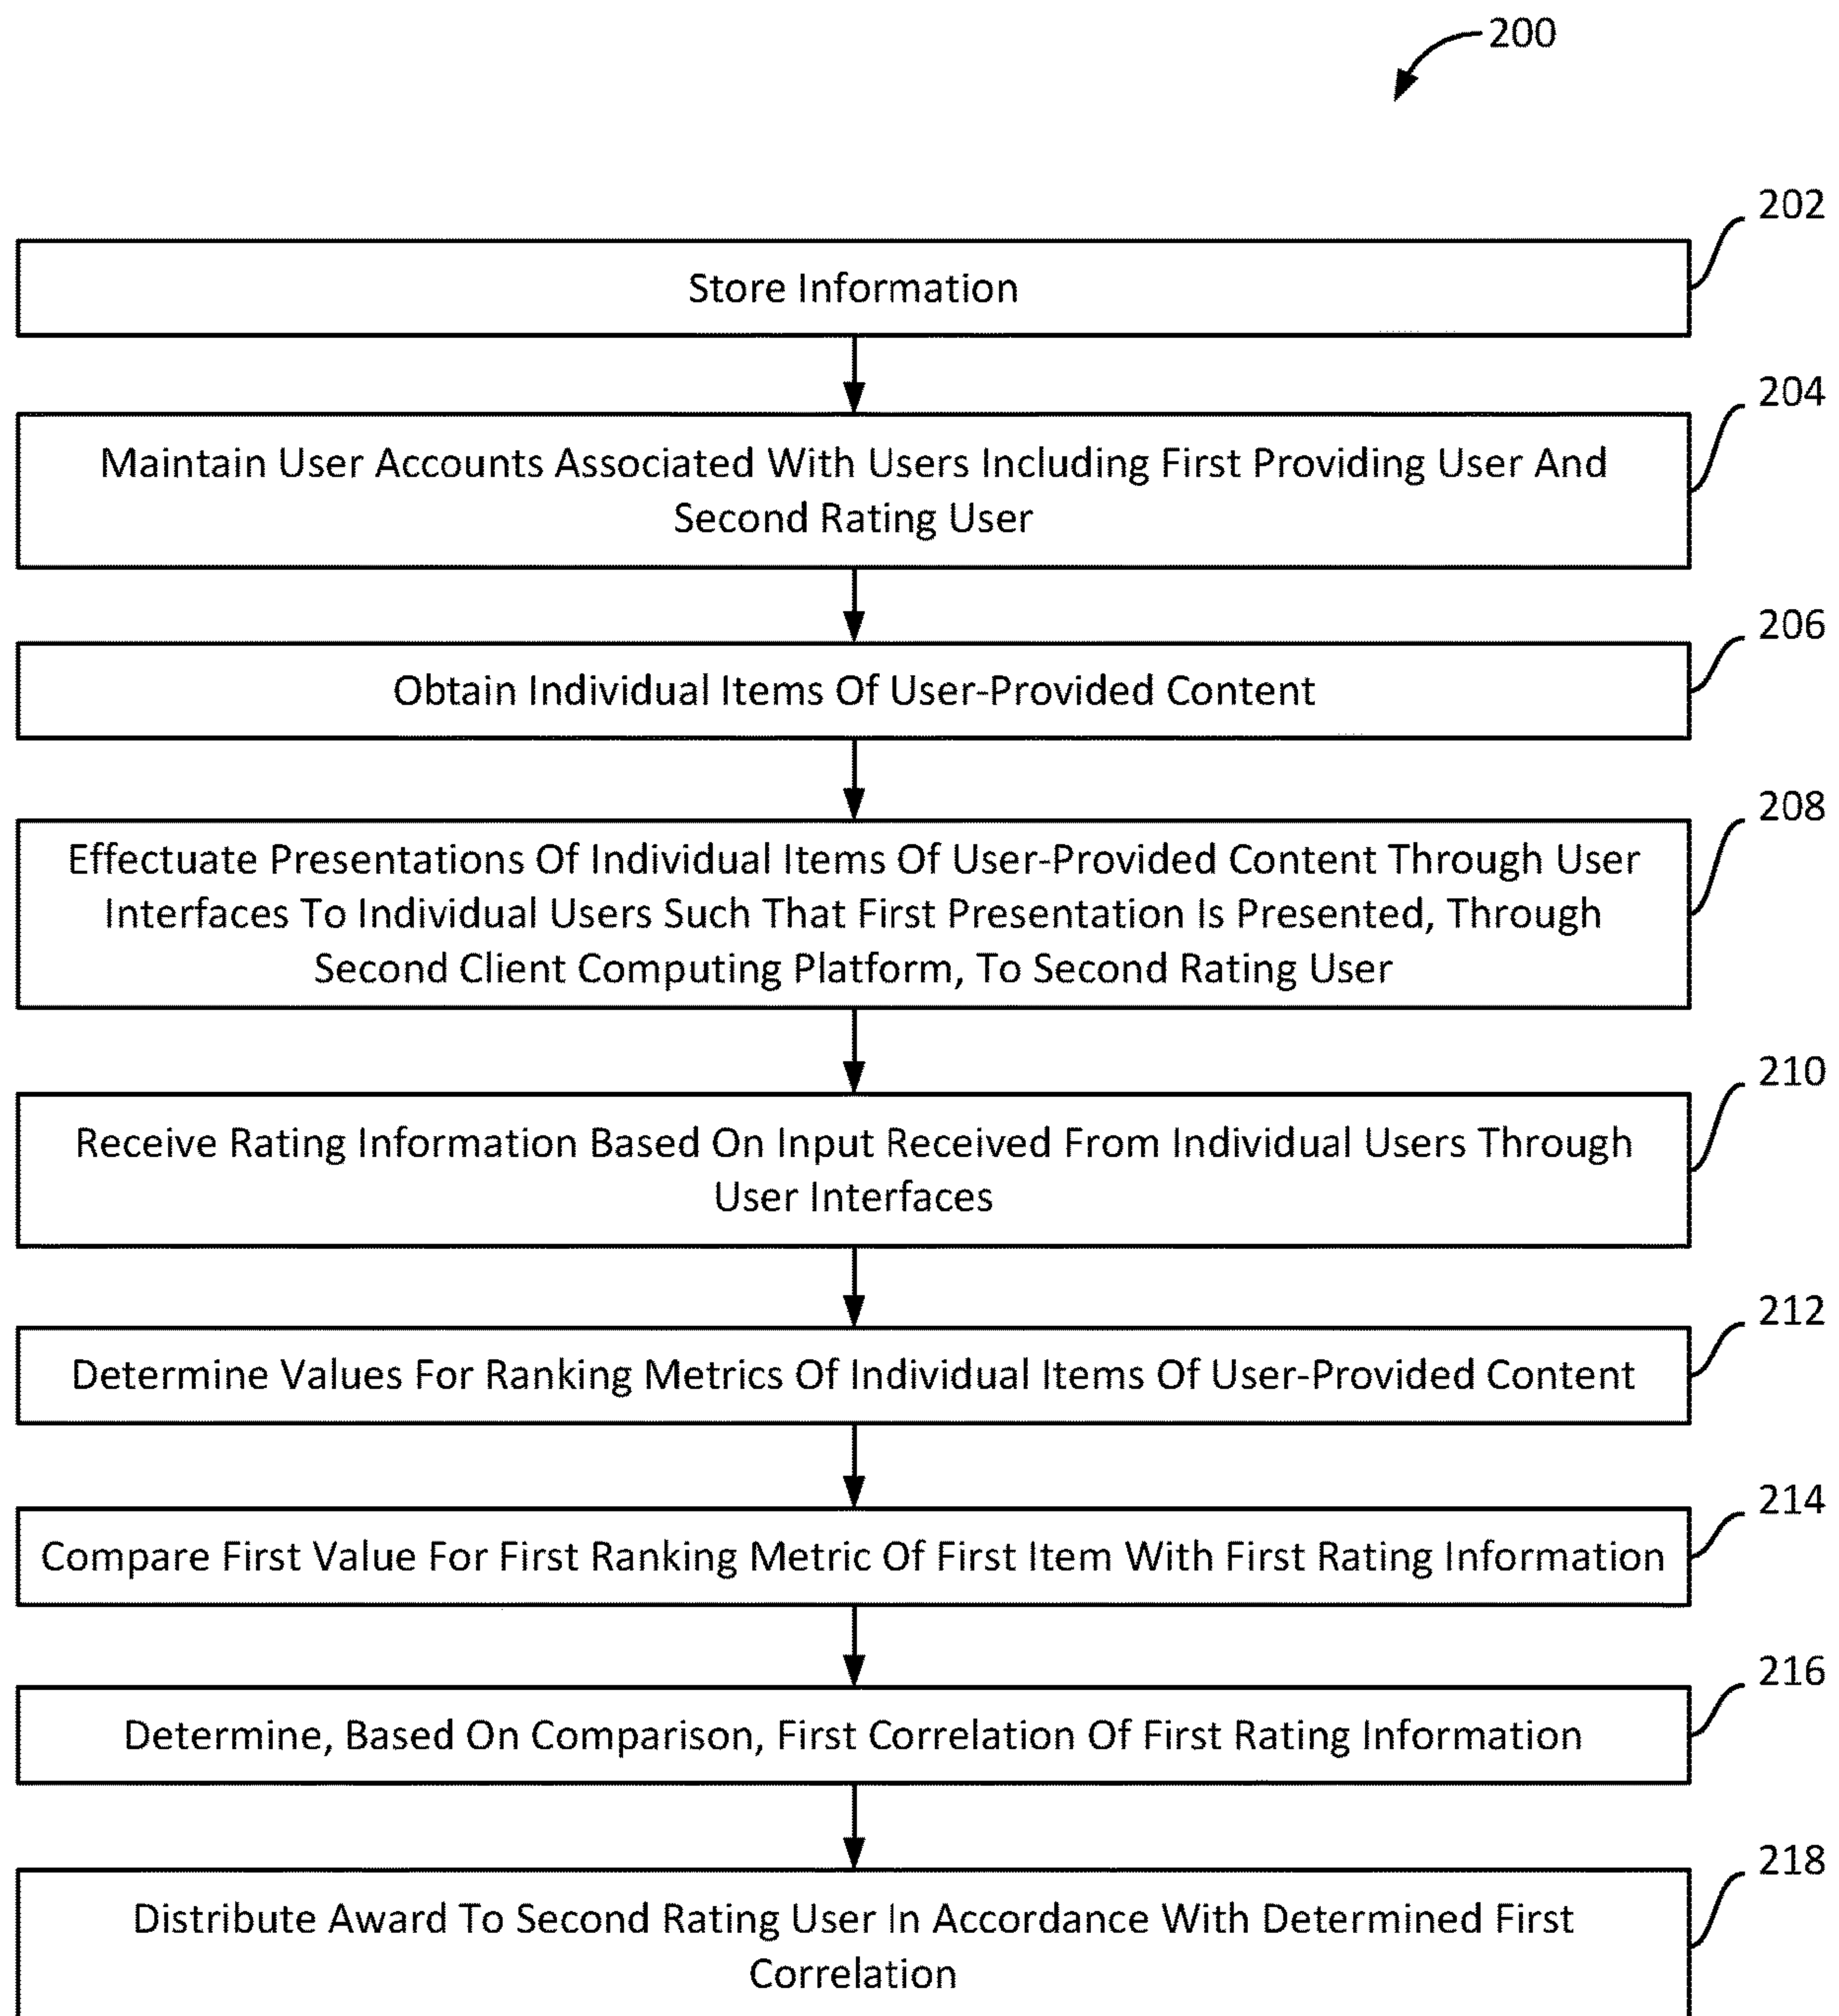 200
202
Store Information
204
Maintain User Accounts Associated With Users Including First Providing User And
Second Rating User
206
Obtain Individual Items Of User-Provided Content
208
Effectuate Presentations Of Individual Items Of User-Provided Content Through User
Interfaces To Individual Users Such That First Presentation Is Presented, Through
Second Client Computing Platform, To Second Rating User
210
Receive Rating Information Based On Input Received From Individual Users Through
User Interfaces
212
Determine Values For Ranking Metrics Of Individual Items Of User-Provided Content
214
Compare First Value For First Ranking Metric Of First Item With First Rating Information
216
Determine, Based On Comparison, First Correlation Of First Rating Information
218
Distribute Award To Second Rating User In Accordance With Determined First
Correlation